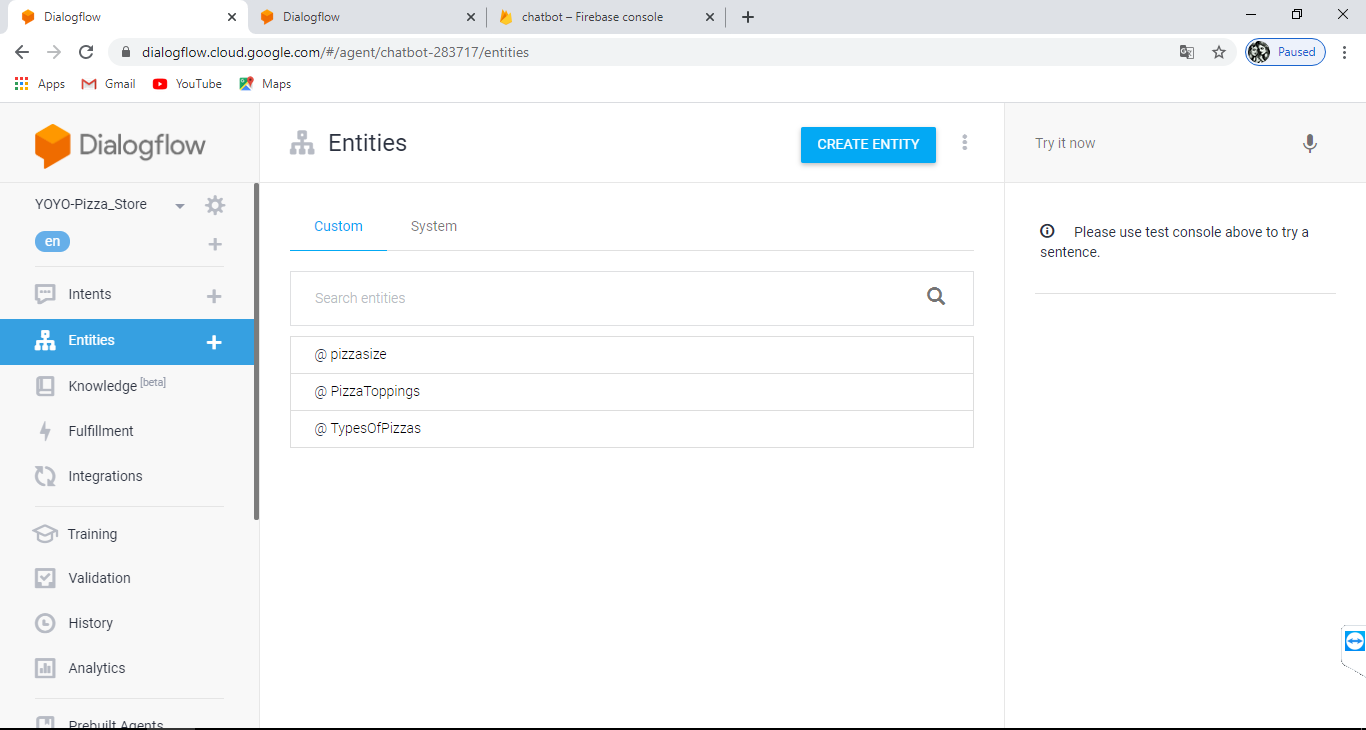 Dialogflow
Dialogflow
chatbot – Firebase console
dialogflow.cloud.google.com/#/agent/chatbot-283717/entities
Paused
Apps
Gmail
YouTube
Maps
Dialogflow
YOYO-Pizza_Store
en
Intents
Entities
Knowledge [beta]
Fulfillment
Integrations
Training
Validation
History
Analytics
Prebuilt Agents
Entities
CREATE ENTITY
Custom
System
Search entities
@ pizzasize
@ PizzaToppings
@ TypesOfPizzas
Try it now
Please use test console above to try a
sentence.